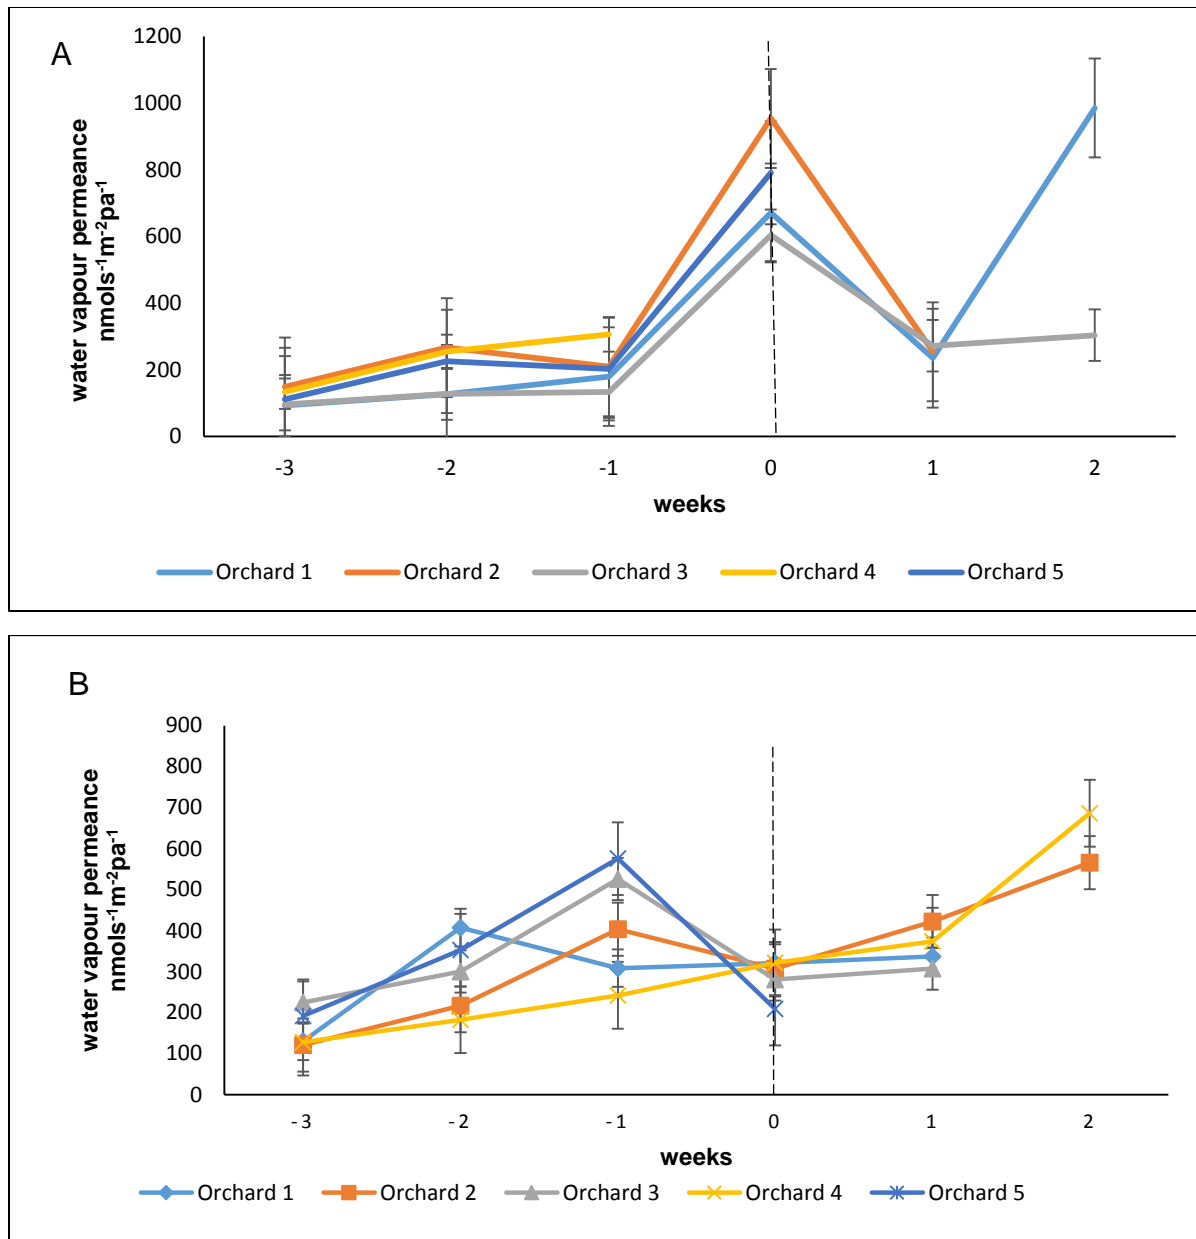 A
1200
1000
800
600
400
200
0
water vapour permeance
nmols⁻¹m⁻²pa⁻¹
-3 -2 -1 0 1 2
weeks
Orchard 1 Orchard 2 Orchard 3 Orchard 4 Orchard 5
B
900
800
700
600
500
400
300
200
100
0
water vapour permeance
nmols⁻¹m⁻²pa⁻¹
-3 -2 -1 0 1 2
weeks
Orchard 1 Orchard 2 Orchard 3 Orchard 4 Orchard 5